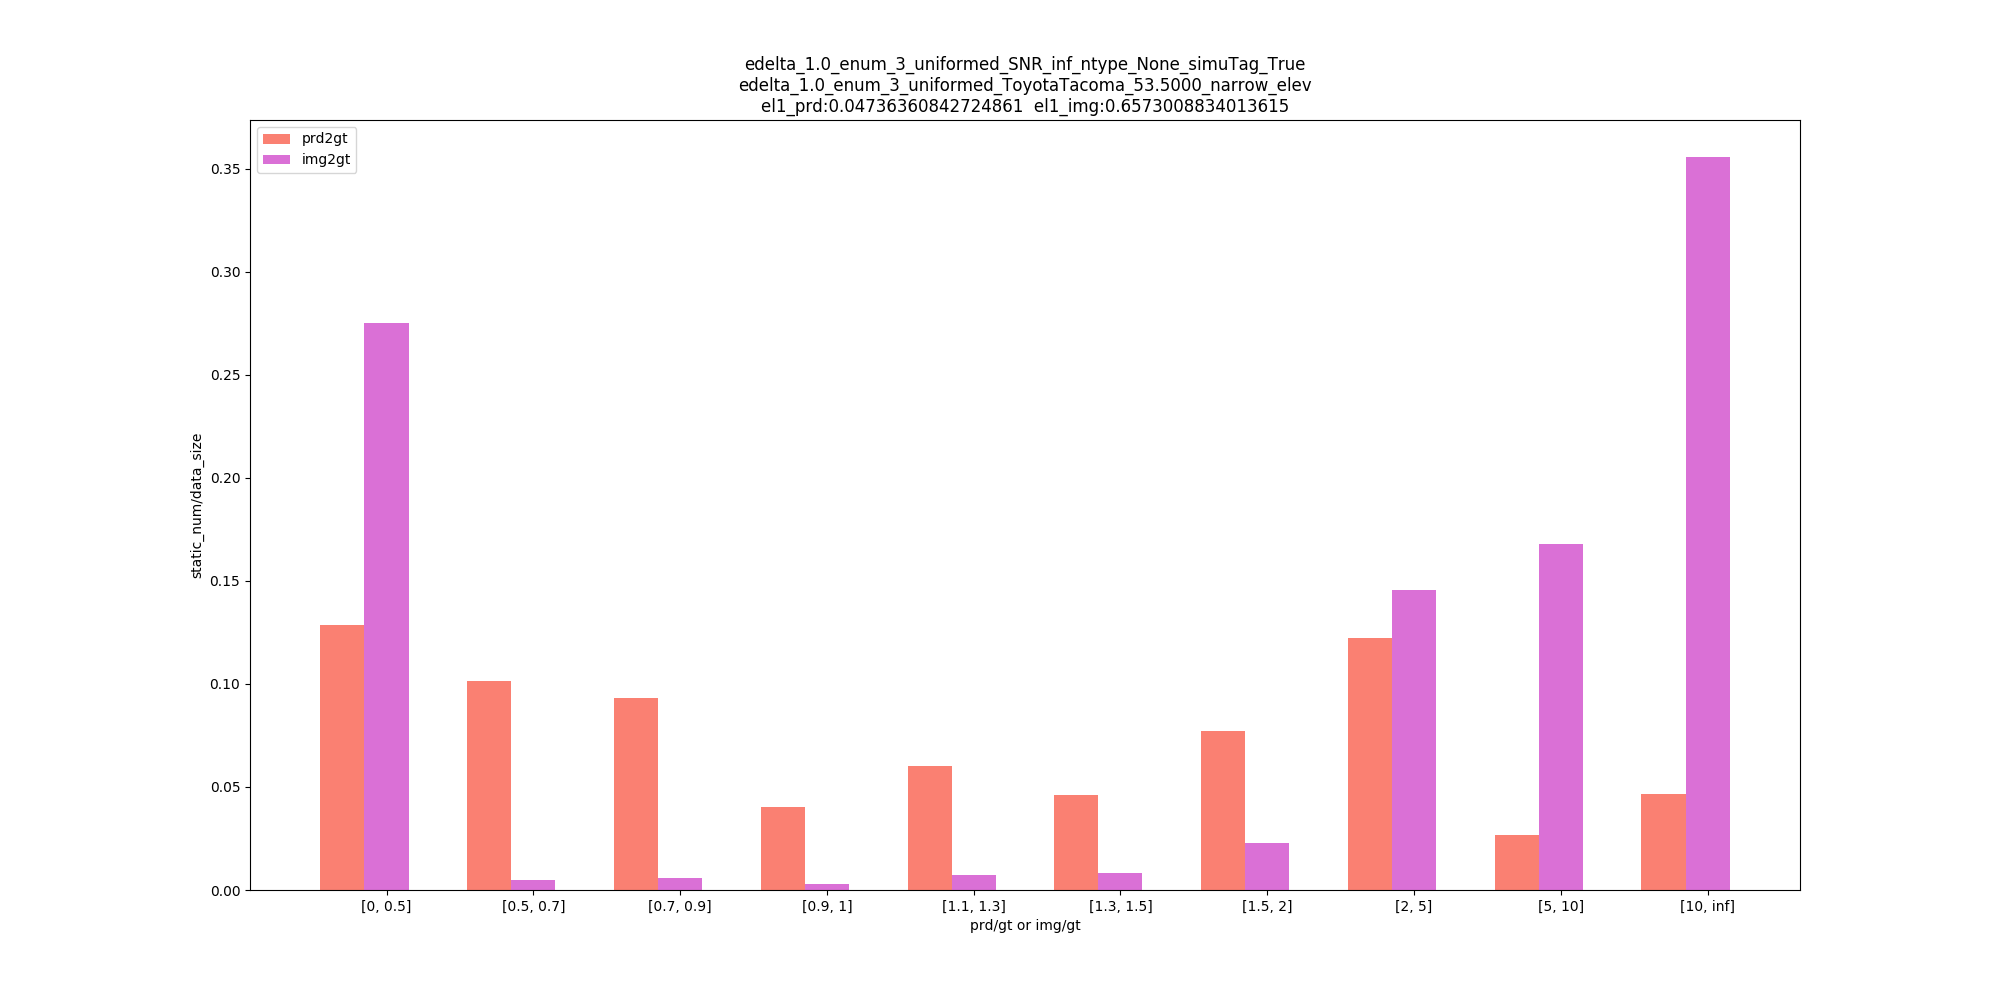 edelta_1.0_enum_3_uniformed_SNR_inf_ntype_None_simuTag_True
edelta_1.0_enum_3_uniformed_ToyotaTacoma_53.5000_narrow_elev
el1_prd:0.04736360842724861  el1_img:0.6573008834013615
prd2gt
img2gt
0.35
0.30
0.25
0.20
0.15
0.10
0.05
0.00
static_num/data_size
[0, 0.5] [0.5, 0.7] [0.7, 0.9] [0.9, 1] [1.1, 1.3] [1.3, 1.5] [1.5, 2] [2, 5] [5, 10] [10, inf]
prd/gt or img/gt